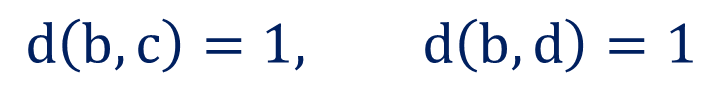 d(b, c) = 1, d(b, d) = 1